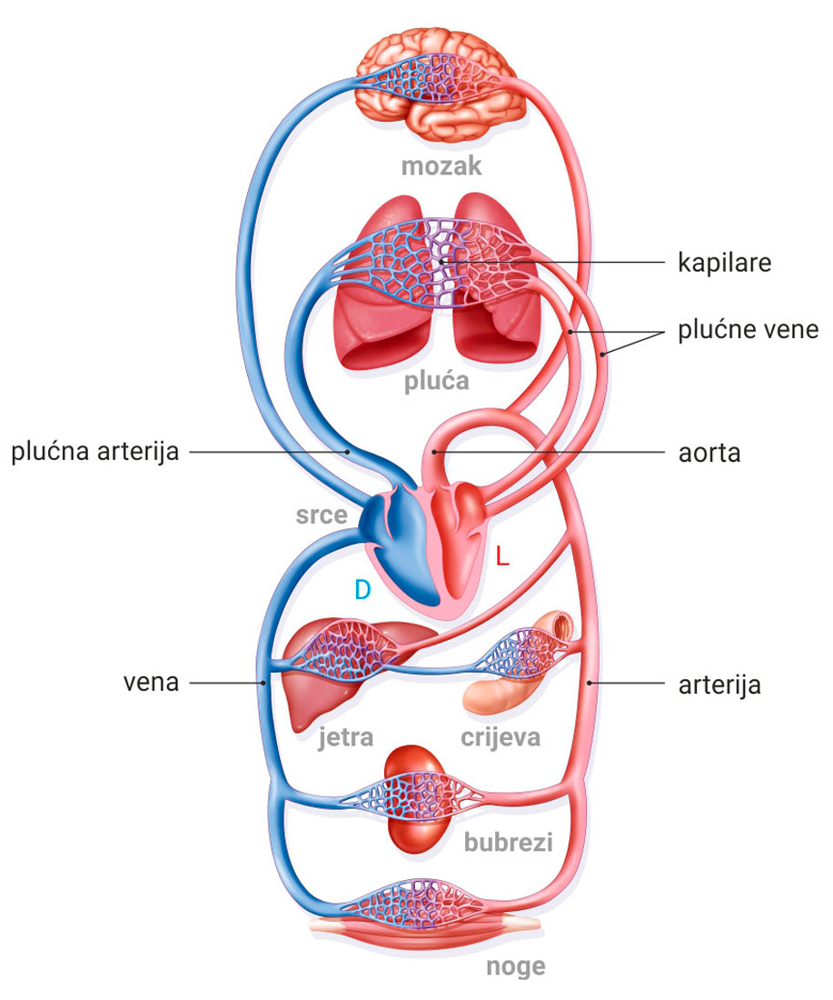 mozak
kapilare
plućne vene
pluća
plućna arterija
aorta
srce
L
D
vena
arterija
jetra
crijeva
bubrezi
noge